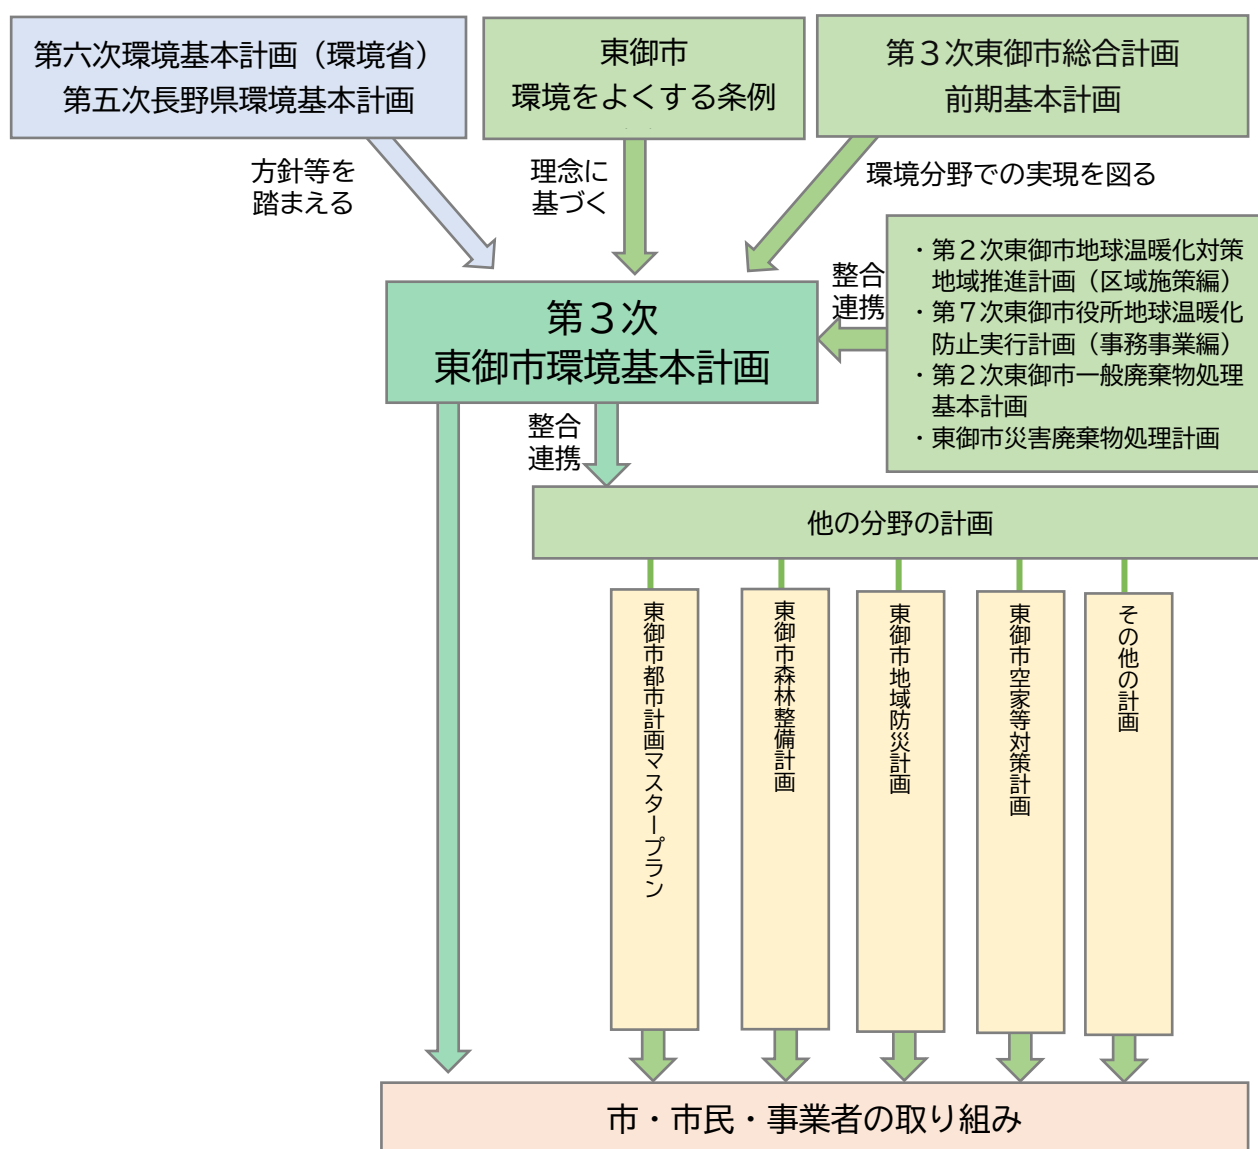 第六次環境基本計画（環境省）
第五次長野県環境基本計画
東御市
環境をよくする条例
第３次東御市総合計画
前期基本計画
方針等を
踏まえる
理念に
基づく
環境分野での実現を図る
整合
連携
・第２次東御市地球温暖化対策
地域推進計画（区域施策編）
・第７次東御市役所地球温暖化
防止実行計画（事務事業編）
・第２次東御市一般廃棄物処理
基本計画
・東御市災害廃棄物処理計画
第３次
東御市環境基本計画
整合
連携
他の分野の計画
東御市都市計画マスタープラン
東御市森林整備計画
東御市地域防災計画
東御市空家等対策計画
その他の計画
市・市民・事業者の取り組み